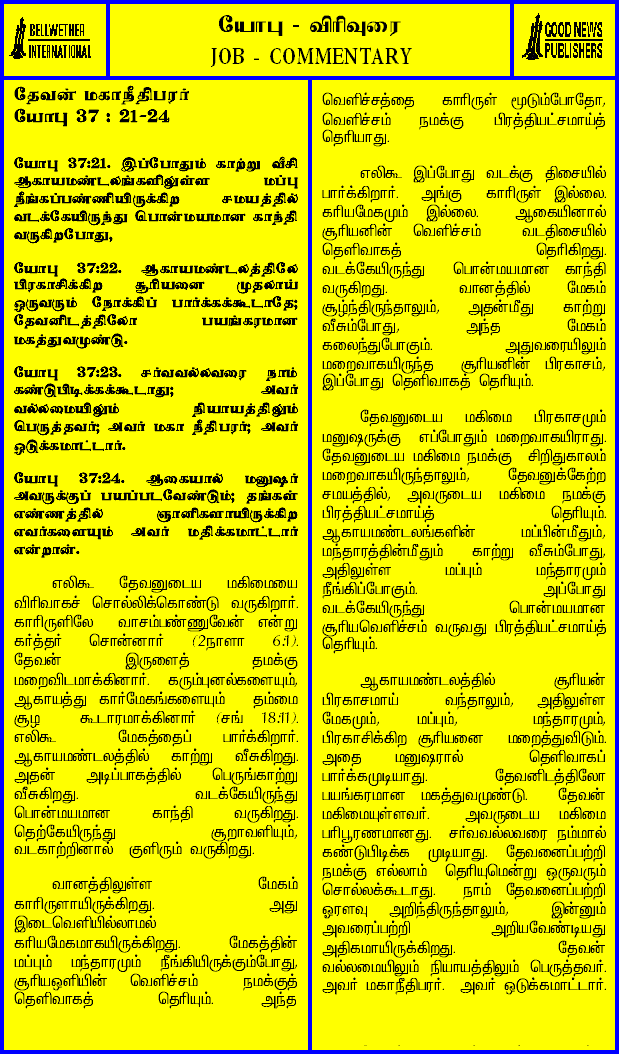 BELLWETHER
INTERNATIONAL
யோபு - விரிவுரை
JOB - COMMENTARY
GOOD NEWS
PUBLISHERS
தேவன் மகாநீதிபரர்
யோபு 37 : 21-24
யோபு 37:21. இப்போதும் காற்று வீசி
ஆகாயமண்டலங்களிலுள்ள மப்பு
நீங்கப்பண்ணியிருக்கிற சமயத்தில்
வடக்கேயிருந்து பொன்மயமான காந்தி
வருகிறபோது,
யோபு 37:22. ஆகாயமண்டலத்திலே
பிரகாசிக்கிற சூரியனை முதலாய்
ஒருவரும் நோக்கிப் பார்க்கக்கூடாதே;
தேவனிடத்திலோ பயங்கரமான
மகத்துவமுண்டு.
யோபு 37:23. சர்வவல்லவரை நாம்
கண்டுபிடிக்கக்கூடாது; அவர்
வல்லமையிலும் நியாயத்திலும்
பெருத்தவர்; அவர் மகா நீதிபரர்; அவர்
ஒடுக்கமாட்டார்.
யோபு 37:24. ஆகையால் மனுஷர்
அவருக்குப் பயப்படவேண்டும்; தங்கள்
எண்ணத்தில் ஞானிகளாயிருக்கிற
எவர்களையும் அவர் மதிக்கமாட்டார்
என்றான்.
எலிகூ தேவனுடைய மகிமையை
விரிவாகச் சொல்லிக்கொண்டு வருகிறார்.
காரிருளிலே வாசம்பண்ணுவேன் என்று
கர்த்தர் சொன்னார் (2நாளா 6:1).
தேவன் இருளைத் தமக்கு
மறைவிடமாக்கினார். கரும்புனல்களையும்,
ஆகாயத்து கார்மேகங்களையும் தம்மை
சூழ கூடாரமாக்கினார் (சங் 18:11).
எலிகூ மேகத்தைப் பார்க்கிறார்.
ஆகாயமண்டலத்தில் காற்று வீசுகிறது.
அதன் அடிப்பாகத்தில் பெருங்காற்று
வீசுகிறது. வடக்கேயிருந்து
பொன்மயமான காந்தி வருகிறது.
தெற்கேயிருந்து சூறாவளியும்,
வடகாற்றினால் குளிரும் வருகிறது.
வானத்திலுள்ள மேகம்
காரிருளாயிருக்கிறது. அது
இடைவெளியில்லாமல்
கரியமேகமாகயிருக்கிறது. மேகத்தின்
மப்பும் மந்தாரமும் நீங்கியிருக்கும்போது,
சூரியஒளியின் வெளிச்சம் நமக்குத்
தெளிவாகத் தெரியும். அந்த
வெளிச்சத்தை காரிருள் மூடும்போதோ,
வெளிச்சம் நமக்கு பிரத்தியட்சமாய்த்
தெரியாது.
எலிகூ இப்போது வடக்கு திசையில்
பார்க்கிறார். அங்கு காரிருள் இல்லை.
கரியமேகமும் இல்லை. ஆகையினால்
சூரியனின் வெளிச்சம் வடதிசையில்
தெளிவாகத் தெரிகிறது.
வடக்கேயிருந்து பொன்மயமான காந்தி
வருகிறது. வானத்தில் மேகம்
சூழ்ந்திருந்தாலும், அதன்மீது காற்று
வீசும்போது, அந்த மேகம்
கலைந்துபோகும். அதுவரையிலும்
மறைவாகயிருந்த சூரியனின் பிரகாசம்,
இப்போது தெளிவாகத் தெரியும்.
தேவனுடைய மகிமை பிரகாசமும்
மனுஷருக்கு எப்போதும் மறைவாகயிராது.
தேவனுடைய மகிமை நமக்கு சிறிதுகாலம்
மறைவாகயிருந்தாலும், தேவனுக்கேற்ற
சமயத்தில், அவருடைய மகிமை நமக்கு
பிரத்தியட்சமாய்த் தெரியும்.
ஆகாயமண்டலங்களின் மப்பின்மீதும்,
மந்தாரத்தின்மீதும் காற்று வீசும்போது,
அதிலுள்ள மப்பும் மந்தாரமும்
நீங்கிப்போகும். அப்போது
வடக்கேயிருந்து பொன்மயமான
சூரியவெளிச்சம் வருவது பிரத்தியட்சமாய்த்
தெரியும்.
ஆகாயமண்டலத்தில் சூரியன்
பிரகாசமாய் வந்தாலும், அதிலுள்ள
மேகமும், மப்பும், மந்தாரமும்,
பிரகாசிக்கிற சூரியனை மறைத்துவிடும்.
அதை மனுஷரால் தெளிவாகப்
பார்க்கமுடியாது. தேவனிடத்திலோ
பயங்கரமான மகத்துவமுண்டு. தேவன்
மகிமையுள்ளவர். அவருடைய மகிமை
பரிபூரணமானது. சர்வவல்லவரை நம்மால்
கண்டுபிடிக்க முடியாது. தேவனைப்பற்றி
நமக்கு எல்லாம் தெரியுமென்று ஒருவரும்
சொல்லக்கூடாது. நாம் தேவனைப்பற்றி
ஓரளவு அறிந்திருந்தாலும், இன்னும்
அவரைப்பற்றி அறியவேண்டியது
அதிகமாயிருக்கிறது. தேவன்
வல்லமையிலும் நியாயத்திலும் பெருத்தவர்.
அவர் மகாநீதிபரர். அவர் ஒடுக்கமாட்டார்.